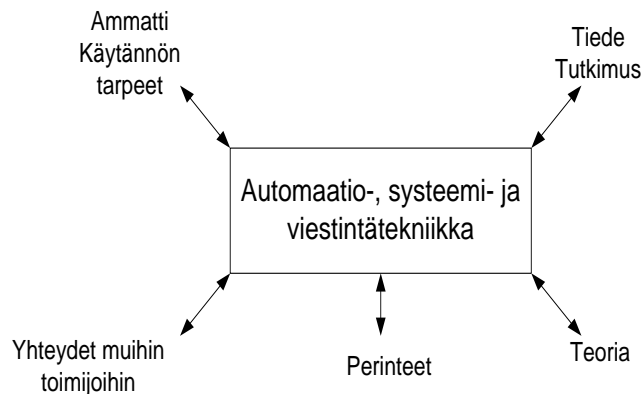 Ammatti
Käytännön
tarpeet
Tiede
Tutkimus
Automaatio-, systeemi- ja
viestintätekniikka
Yhteydet muihin
toimijoihin
Perinteet
Teoria